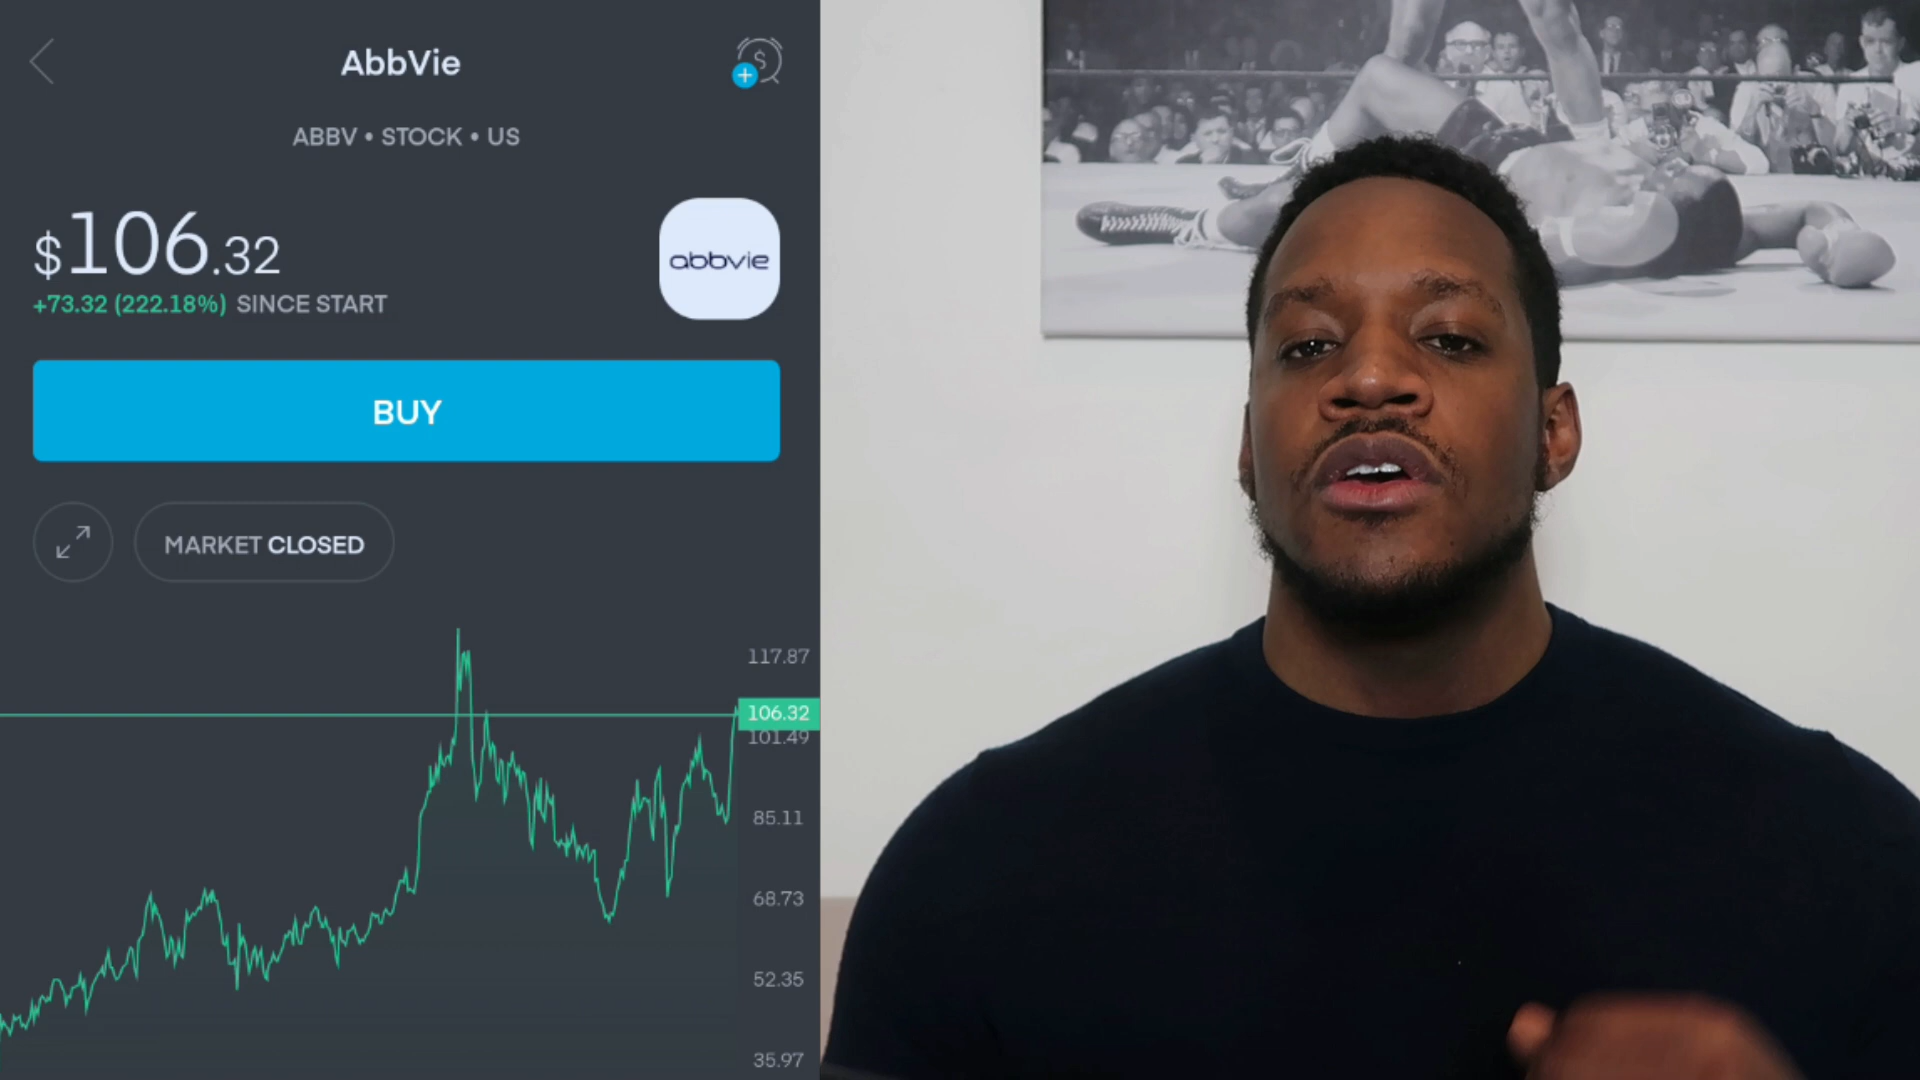 AbbVie
ABBV • STOCK • US
$106.32
+73.32 (222.18%) SINCE START
abbvie
BUY
MARKET CLOSED
117.87
106.32
101.49
85.11
68.73
52.35
35.97